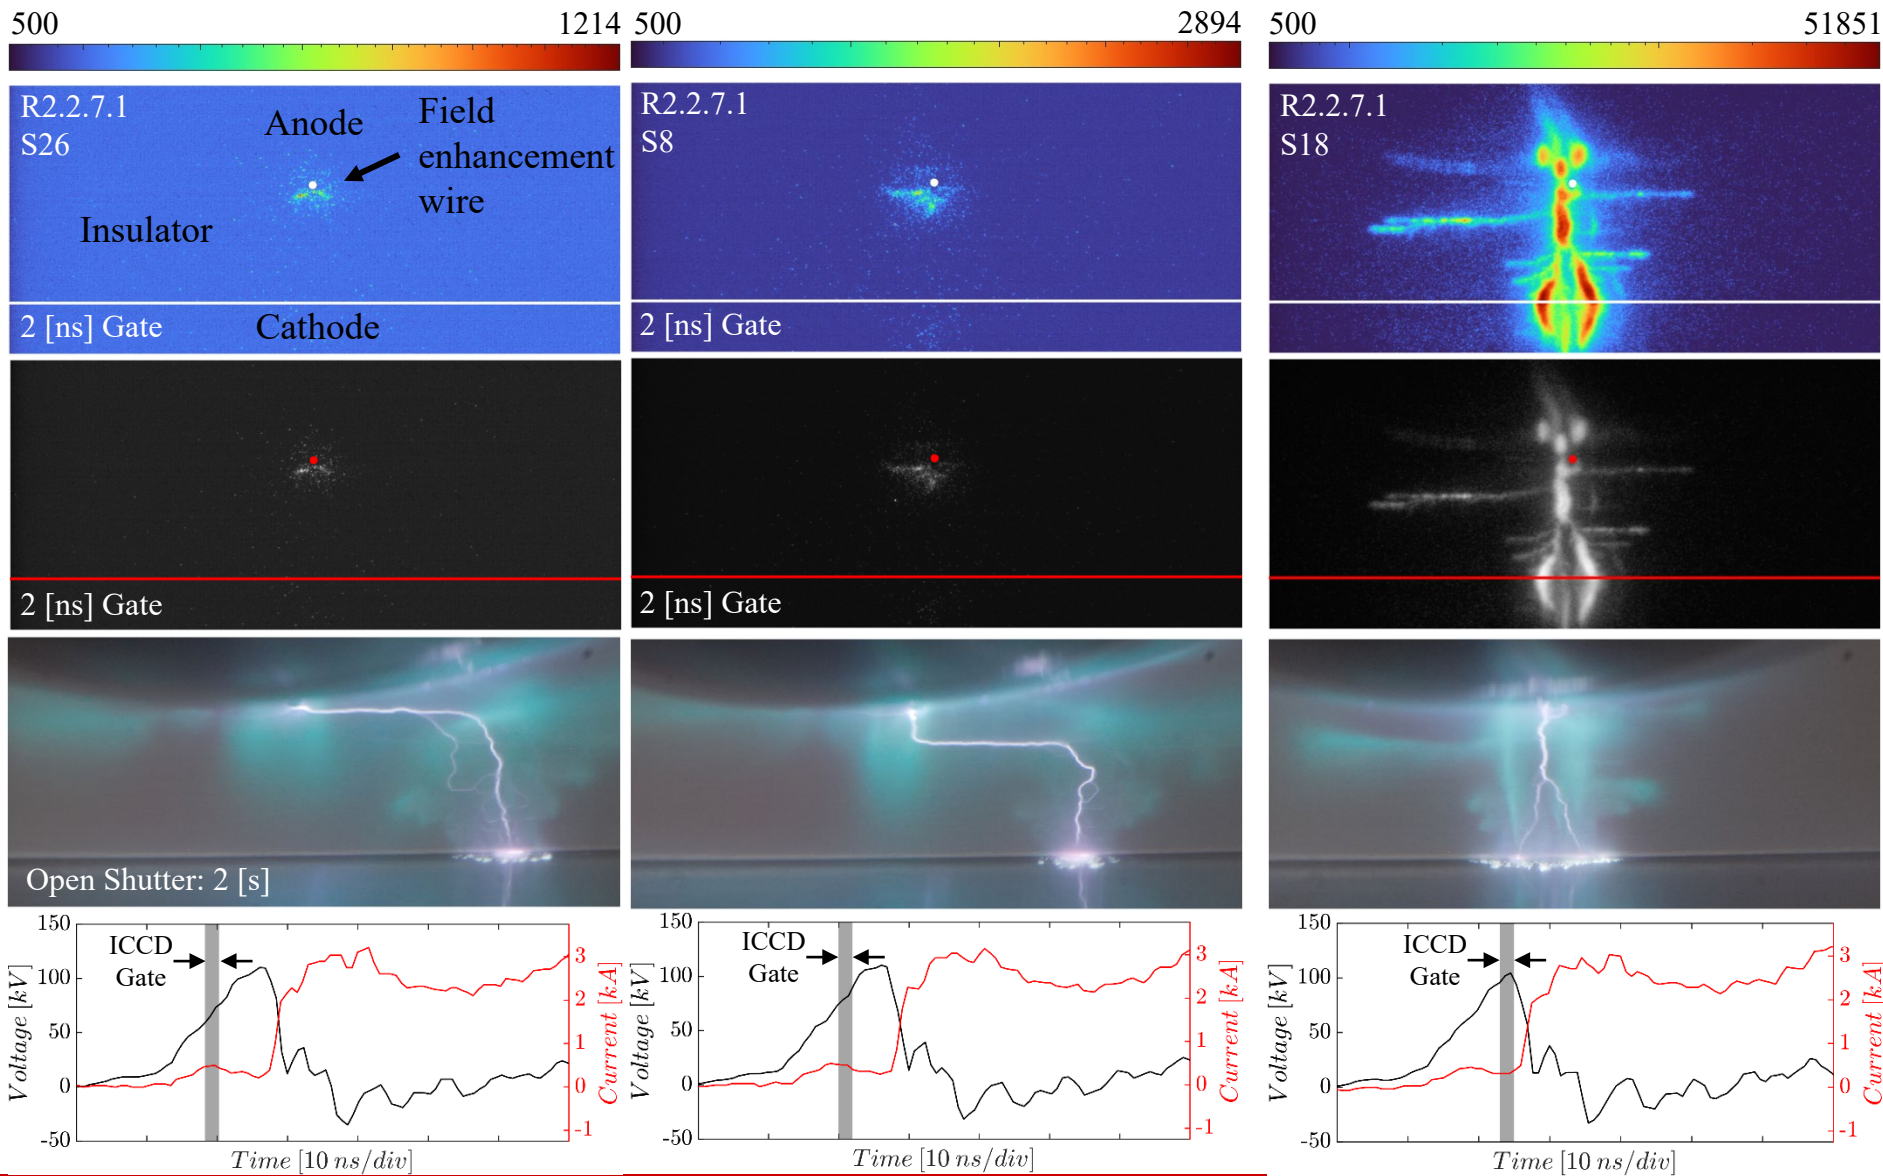 500 1214
500 2894
500 51851
R2.2.7.1
S26
Anode
Field
enhancement
wire
Insulator
2 [ns] Gate
Cathode
R2.2.7.1
S8
2 [ns] Gate
R2.2.7.1
S18
2 [ns] Gate
2 [ns] Gate
Open Shutter: 2 [s]
150
100
50
0
-50
Voltage [kV]
ICCD
Gate
3
2
1
0
-1
Current [kA]
Time [10 ns/div]
150
100
50
0
-50
Voltage [kV]
ICCD
Gate
3
2
1
0
-1
Current [kA]
Time [10 ns/div]
150
100
50
0
-50
Voltage [kV]
ICCD
Gate
3
2
1
0
-1
Current [kA]
Time [10 ns/div]